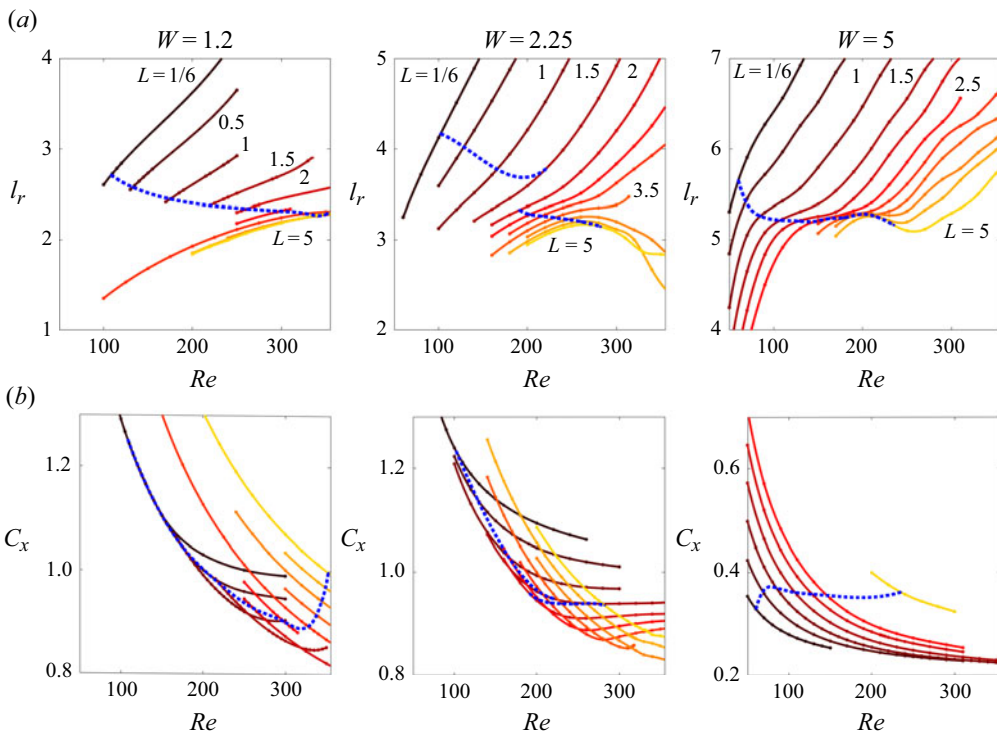 (a)
W = 1.2
W = 2.25
W = 5
4
L = 1/6
0.5
1
1.5
2
L = 5
3
2
1
l_r
100
200
300
Re
5
L = 1/6
1
1.5
2
3.5
L = 5
4
3
2
l_r
100
200
300
Re
7
L = 1/6
1
1.5
2.5
L = 5
6
5
4
l_r
100
200
300
Re
(b)
1.2
1.0
0.8
C_x
100
200
300
Re
1.2
1.0
0.8
C_x
100
200
300
Re
0.6
0.4
0.2
C_x
100
200
300
Re